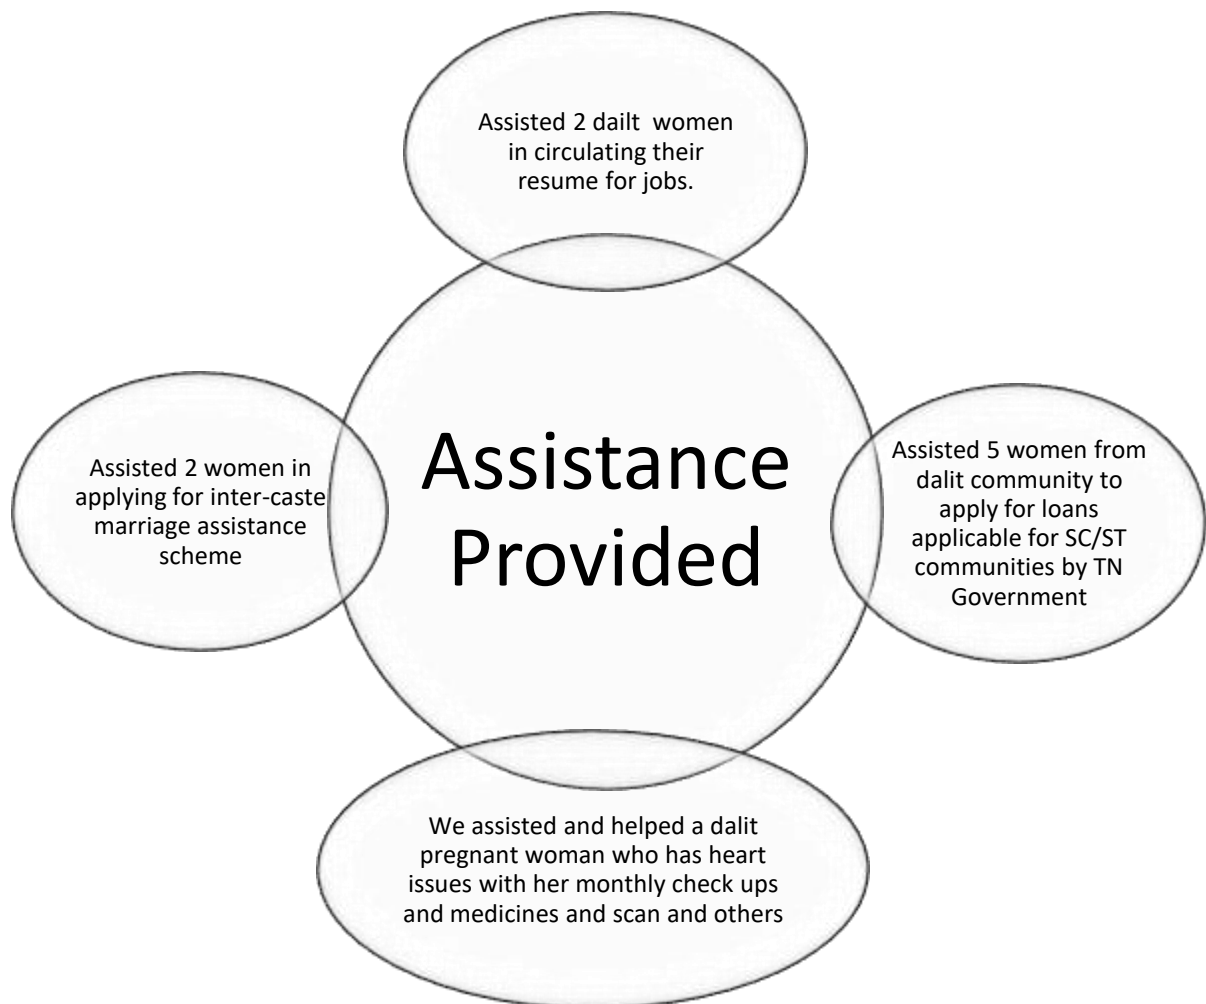 Assisted 2 dailt  women
in circulating their
resume for jobs.
Assistance
Provided
Assisted 2 women in
applying for inter-caste
marriage assistance
scheme
Assisted 5 women from
dalit community to
apply for loans
applicable for SC/ST
communities by TN
Government
We assisted and helped a dalit
pregnant woman who has heart
issues with her monthly check ups
and medicines and scan and others